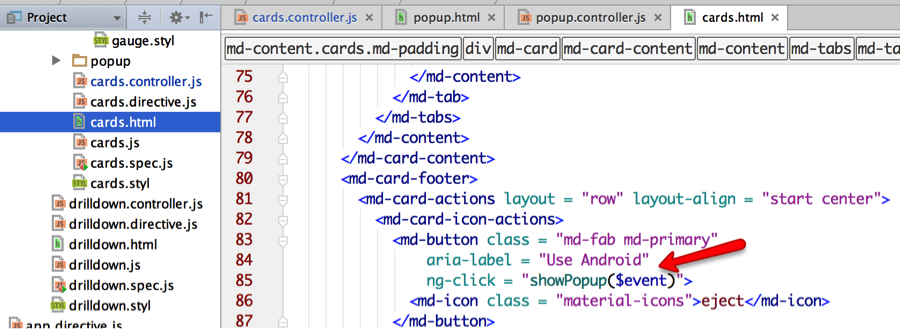 Project
cards.controller.js
popup.html
popup.controller.js
cards.html
gauge.styl
popup
cards.controller.js
cards.directive.js
cards.html
cards.js
cards.spec.js
cards.styl
drilldown.controller.js
drilldown.directive.js
drilldown.html
drilldown.js
drilldown.spec.js
drilldown.styl
app.directive.js
md-content.cards.md-padding div md-card md-card-content md-content md-tabs md-ta
75 </md-content>
76 </md-tab>
77 </md-tabs>
78 </md-content>
79 </md-card-content>
80 <md-card-footer>
81 <md-card-actions layout = "row" layout-align = "start center">
82 <md-card-icon-actions>
83 <md-button class = "md-fab md-primary"
84 aria-label = "Use Android"
85 ng-click = "showPopup($event)">
86 <md-icon class = "material-icons">eject</md-icon>
87 </md-button>